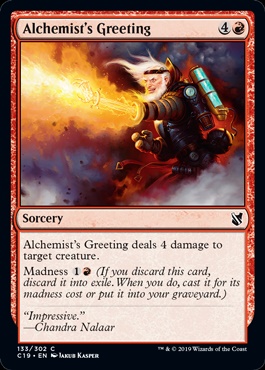 Alchemist's Greeting 4
Sorcery
Alchemist's Greeting deals 4 damage to
target creature.
Madness 1 (If you discard this card,
discard it into exile. When you do, cast it for its
madness cost or put it into your graveyard.)
"Impressive."
—Chandra Nalaar
133/302 C
C19 • EN Jakub Kasper
™ & © 2019 Wizards of the Coast